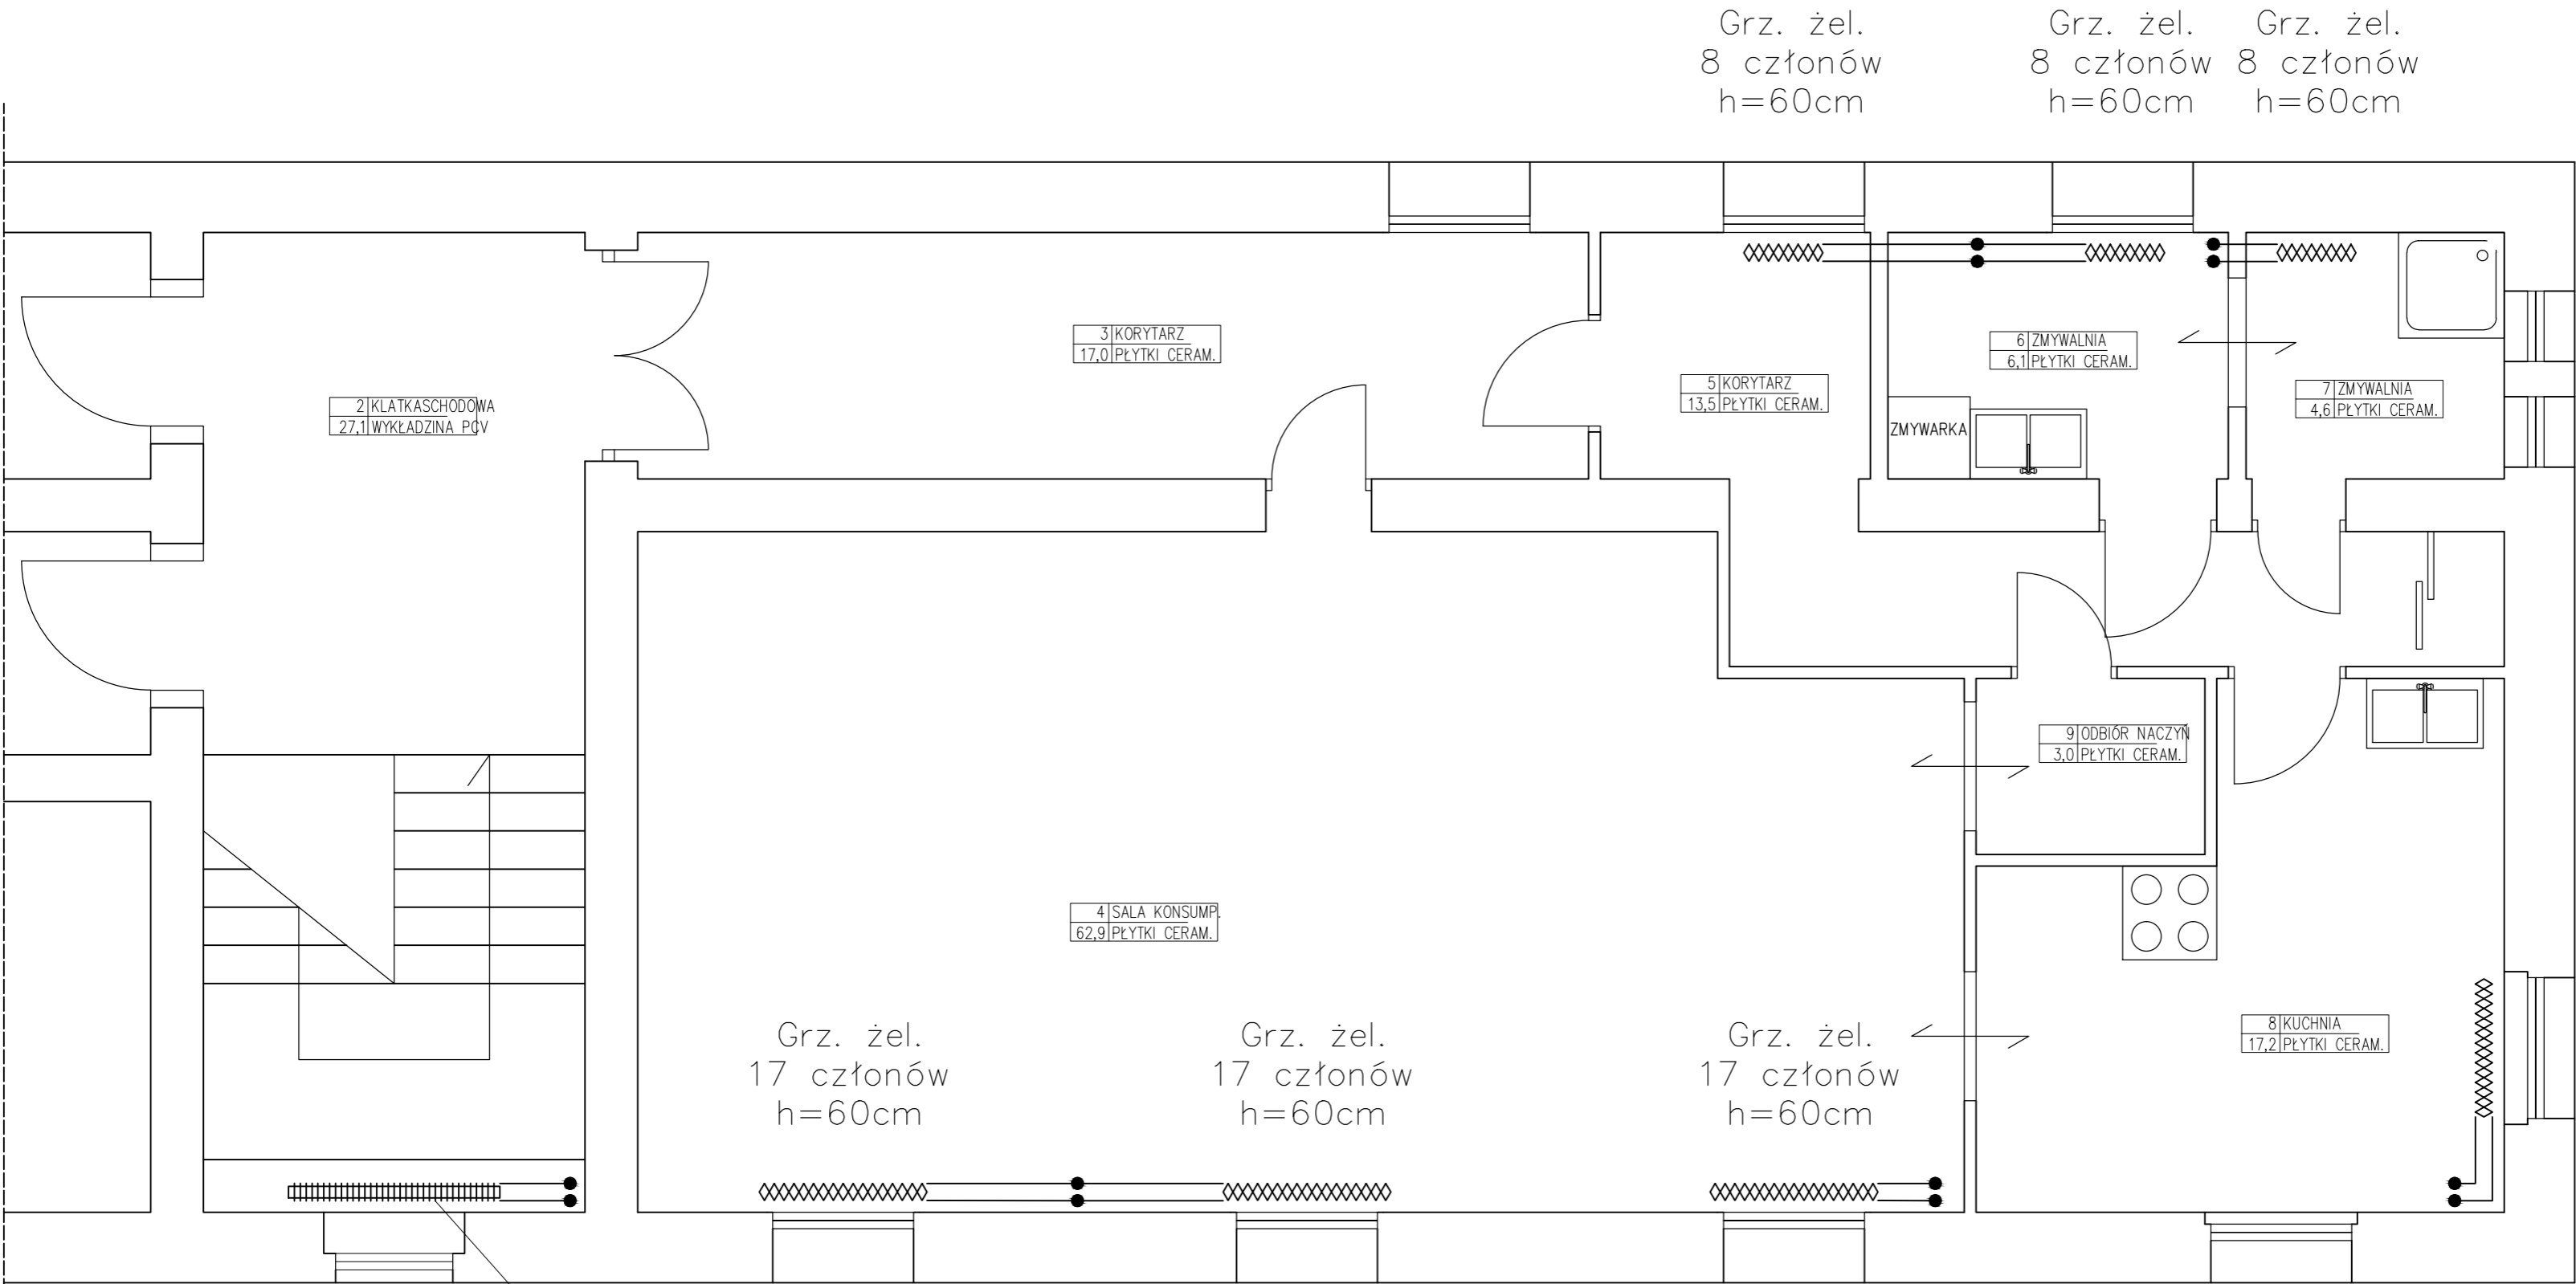 Grz. żel.
8 członów
h=60cm
Grz. żel.
8 członów
h=60cm
Grz. żel.
8 członów
h=60cm
3 KORYTARZ
17,0 PŁYTKI CERAM.
6 ZMYWALNIA
6,1 PŁYTKI CERAM.
5 KORYTARZ
13,5 PŁYTKI CERAM.
7 ZMYWALNIA
4,6 PŁYTKI CERAM.
2 KLATKASCHODOWA
27,1 WYKŁADZINA PCV
ZMYWARKA
9 ODBIÓR NACZYŃ
3,0 PŁYTKI CERAM.
4 SALA KONSUMP.
62,9 PŁYTKI CERAM.
8 KUCHNIA
17,2 PŁYTKI CERAM.
Grz. żel.
17 członów
h=60cm
Grz. żel.
17 członów
h=60cm
Grz. żel.
17 członów
h=60cm